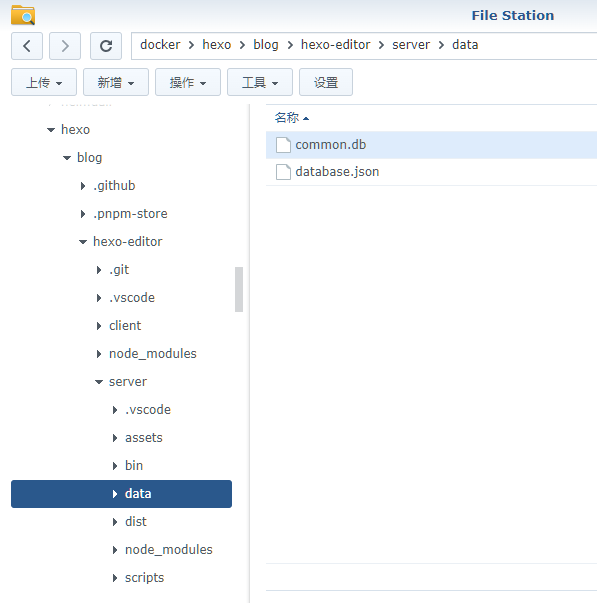 File Station
docker hexo blog hexo-editor server data
上传 新增 操作 工具 设置
名称
common.db
database.json
hexo
blog
.github
.pnpm-store
hexo-editor
.git
.vscode
client
node_modules
server
.vscode
assets
bin
data
dist
node_modules
scripts